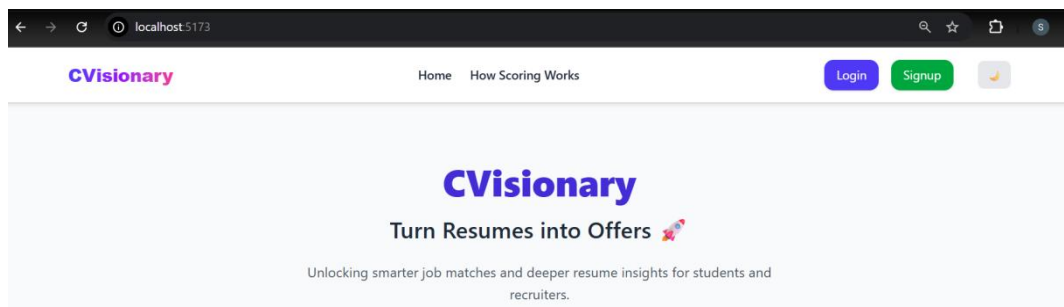 localhost:5173
S
CVisionary
Home How Scoring Works
Login Signup
CVisionary
Turn Resumes into Offers 🚀
Unlocking smarter job matches and deeper resume insights for students and
recruiters.